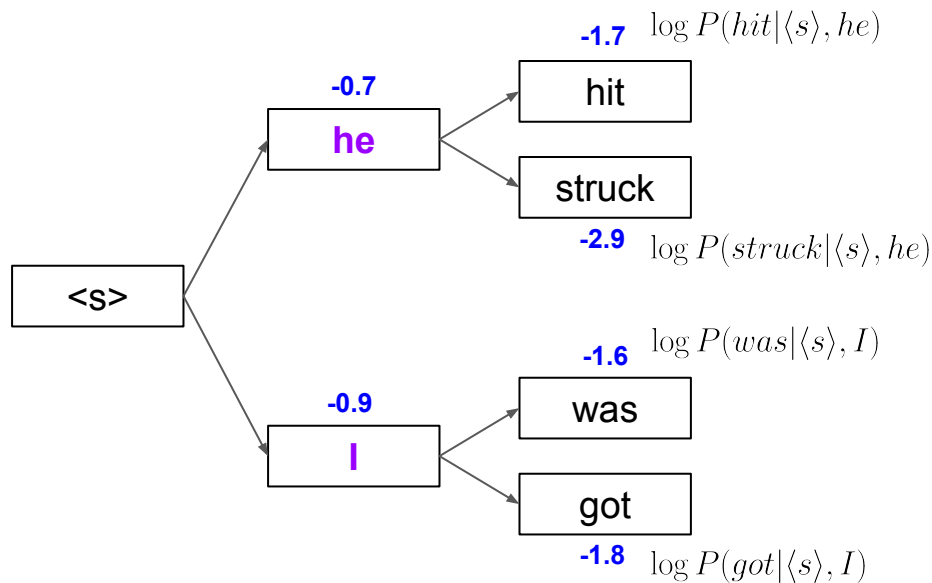 -1.7 log P(hit|⟨s⟩, he)
hit
-0.7
he
struck
-2.9 log P(struck|⟨s⟩, he)
<s>
-1.6 log P(was|⟨s⟩, I)
was
-0.9
I
got
-1.8 log P(got|⟨s⟩, I)